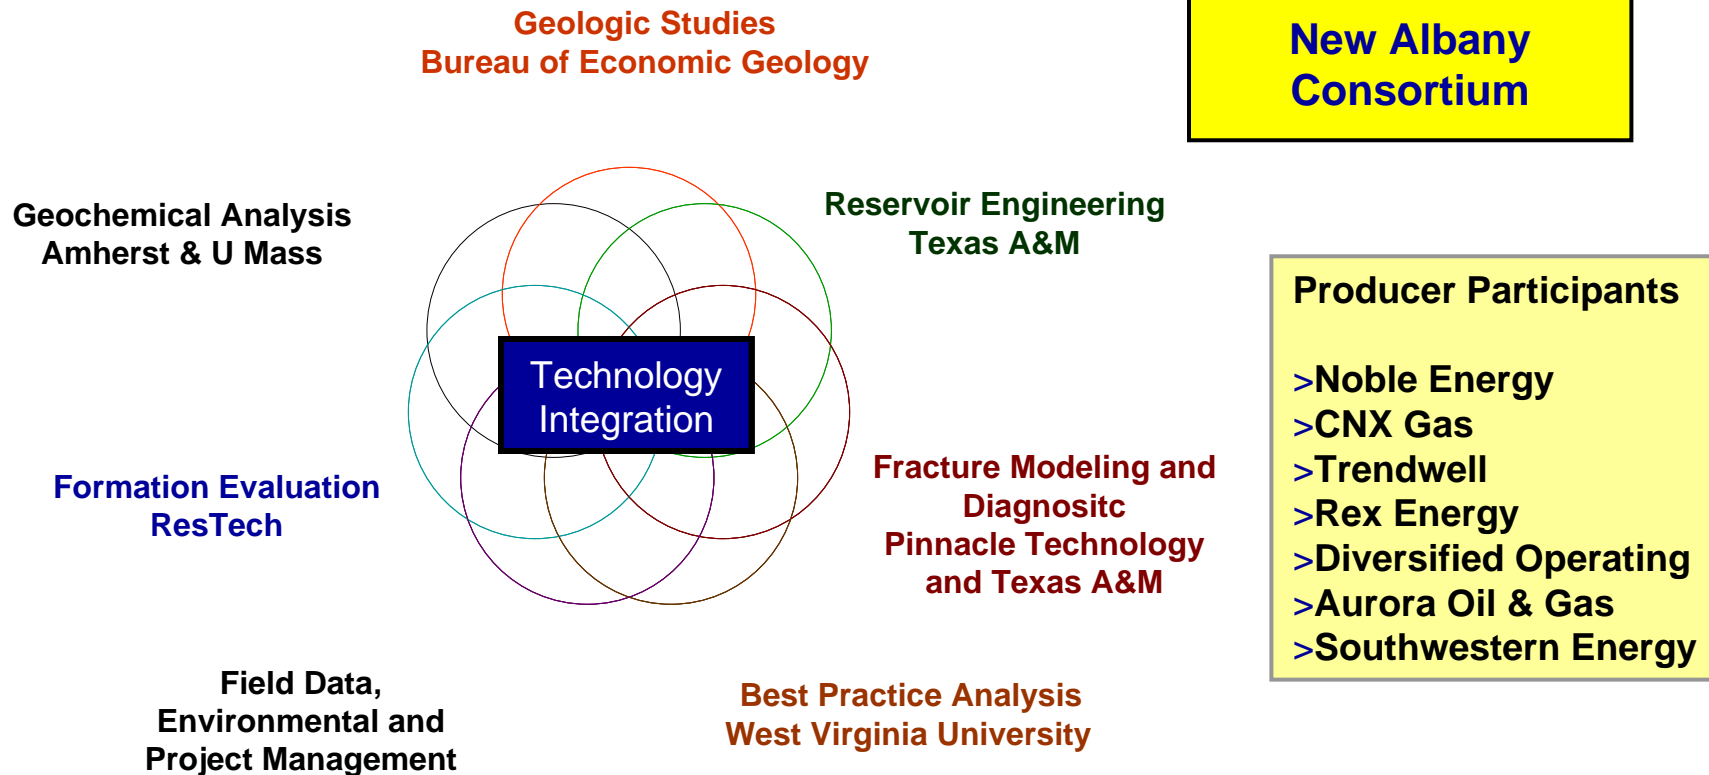 Geologic Studies
Bureau of Economic Geology
New Albany
Consortium
Geochemical Analysis
Amherst & U Mass
Reservoir Engineering
Texas A&M
Technology
Integration
Formation Evaluation
ResTech
Fracture Modeling and
Diagnositc
Pinnacle Technology
and Texas A&M
Field Data,
Environmental and
Project Management
Best Practice Analysis
West Virginia University
Producer Participants
>Noble Energy
>CNX Gas
>Trendwell
>Rex Energy
>Diversified Operating
>Aurora Oil & Gas
>Southwestern Energy